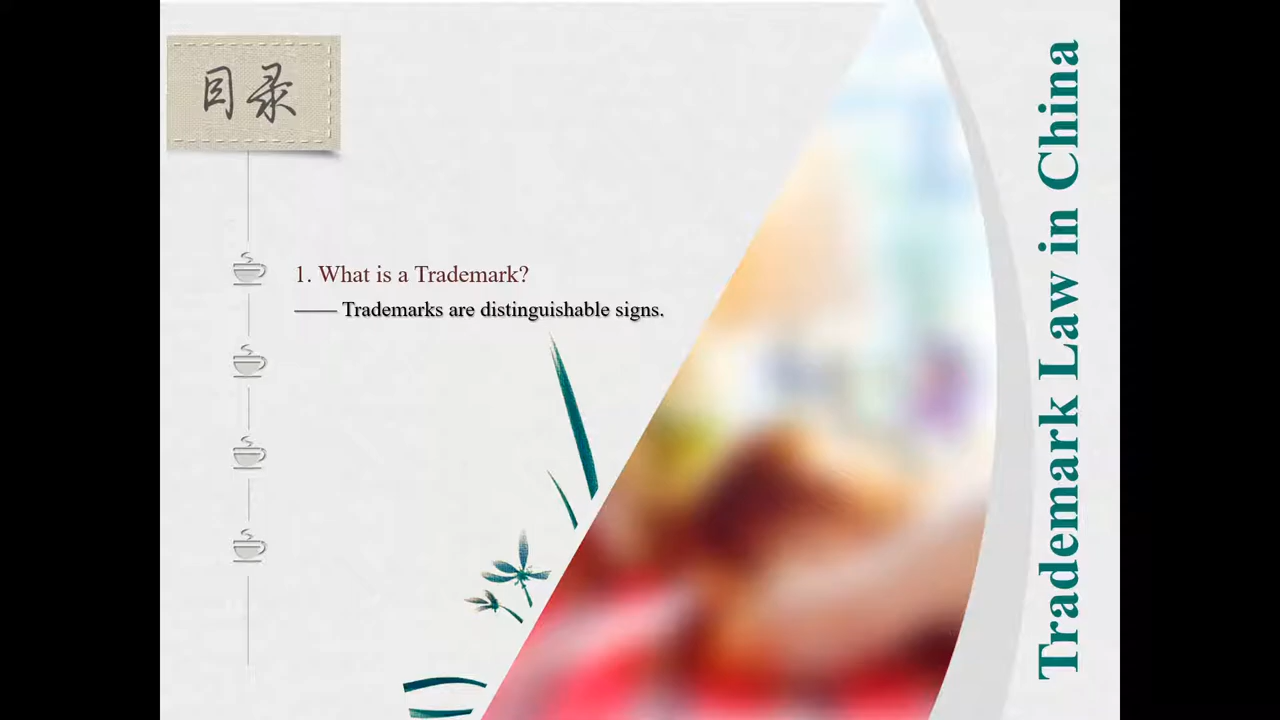 目录
1. What is a Trademark?
—— Trademarks are distinguishable signs.
Trademark Law in China